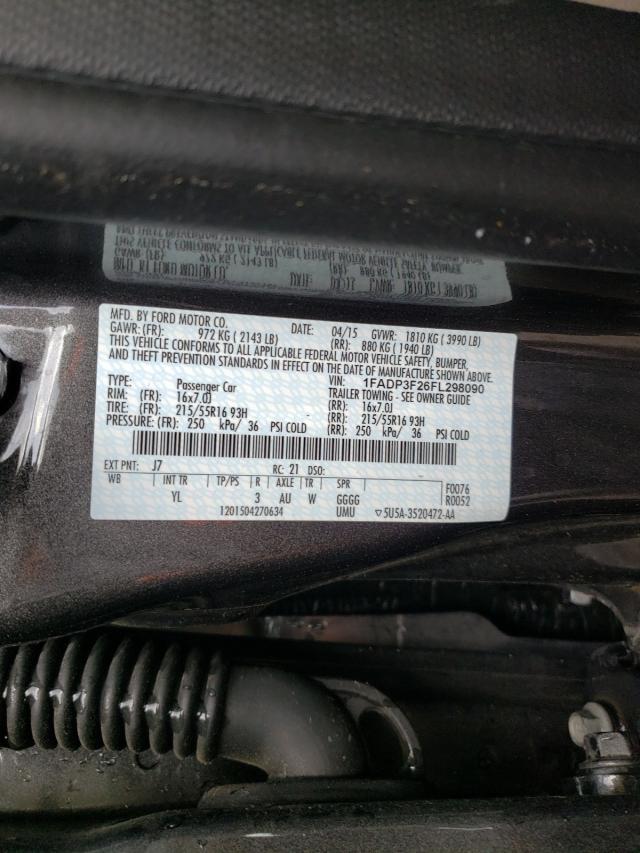 MFD. BY FORD MOTOR CO.
DATE: 04/15 GVWR: 1810 KG ( 3990 LB)
GAWR: (FR): 972 KG ( 2143 LB) (RR): 880 KG ( 1940 LB)
THIS VEHICLE CONFORMS TO ALL APPLICABLE FEDERAL MOTOR VEHICLE SAFETY, BUMPER,
AND THEFT PREVENTION STANDARDS IN EFFECT ON THE DATE OF MANUFACTURE SHOWN ABOVE.
VIN: 1FADP3F26FL298090
TYPE: Passenger Car TRAILER TOWING - SEE OWNER GUIDE
RIM: (FR): 16x7.0J (RR): 16x7.0J
TIRE: (FR): 215/55R16 93H (RR): 215/55R16 93H
PRESSURE: (FR): 250 kPa/ 36 PSI COLD (RR): 250 kPa/ 36 PSI COLD
EXT PNT: J7 RC: 21 DSO:
WB INT TR TP/PS R AXLE TR SPR F0076
YL 3 AU W GGGG R0052
1201504270634 UMU ▽5U5A-3520472-AA